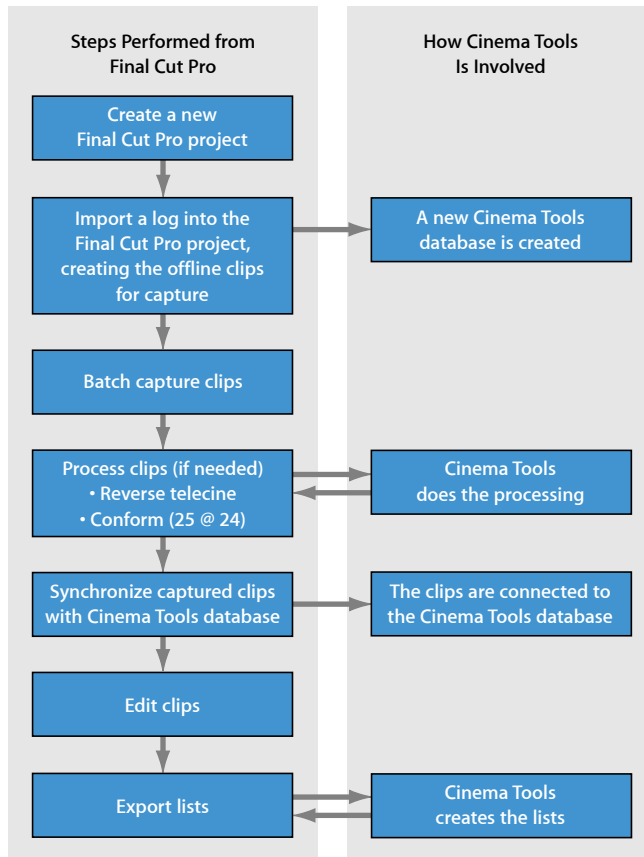 Steps Performed from
Final Cut Pro
How Cinema Tools
Is Involved
Create a new
Final Cut Pro project
Import a log into the
Final Cut Pro project,
creating the offline clips
for capture
A new Cinema Tools
database is created
Batch capture clips
Process clips (if needed)
• Reverse telecine
• Conform (25 @ 24)
Cinema Tools
does the processing
Synchronize captured clips
with Cinema Tools database
The clips are connected to
the Cinema Tools database
Edit clips
Export lists
Cinema Tools
creates the lists